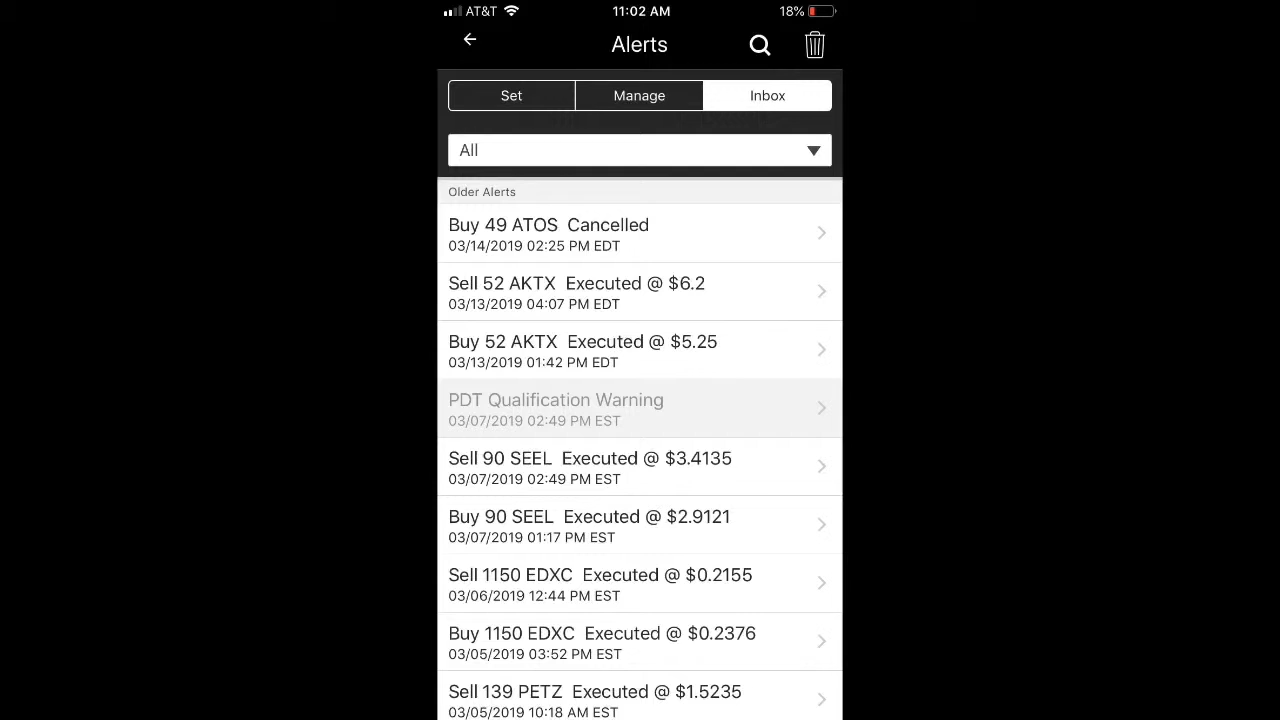 AT&T 11:02 AM 18%
Alerts
Set Manage Inbox
All
Older Alerts
Buy 49 ATOS Cancelled
03/14/2019 02:25 PM EDT
Sell 52 AKTX Executed @ $6.2
03/13/2019 04:07 PM EDT
Buy 52 AKTX Executed @ $5.25
03/13/2019 01:42 PM EDT
PDT Qualification Warning
03/07/2019 02:49 PM EST
Sell 90 SEEL Executed @ $3.4135
03/07/2019 02:49 PM EST
Buy 90 SEEL Executed @ $2.9121
03/07/2019 01:17 PM EST
Sell 1150 EDXC Executed @ $0.2155
03/06/2019 12:44 PM EST
Buy 1150 EDXC Executed @ $0.2376
03/05/2019 03:52 PM EST
Sell 139 PETZ Executed @ $1.5235
03/05/2019 10:18 AM EST